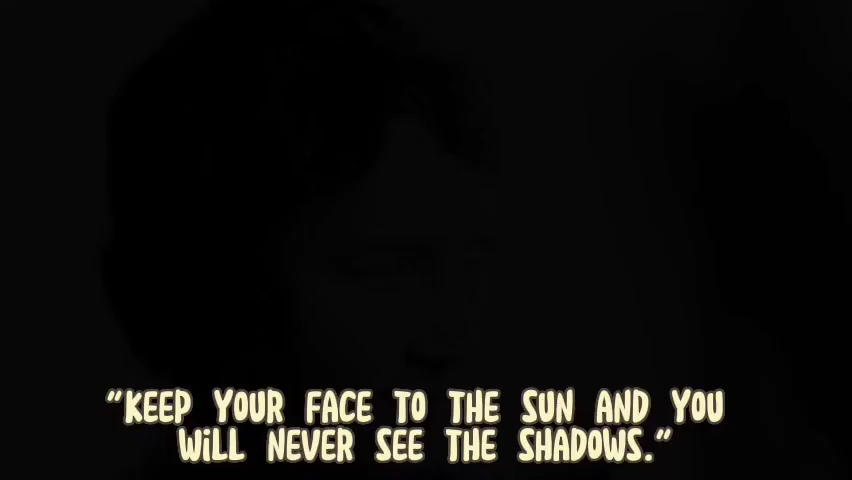 "KEEP YOUR FACE TO THE SUN AND YOU
WiLL NEVER SEE THE SHADOWS."